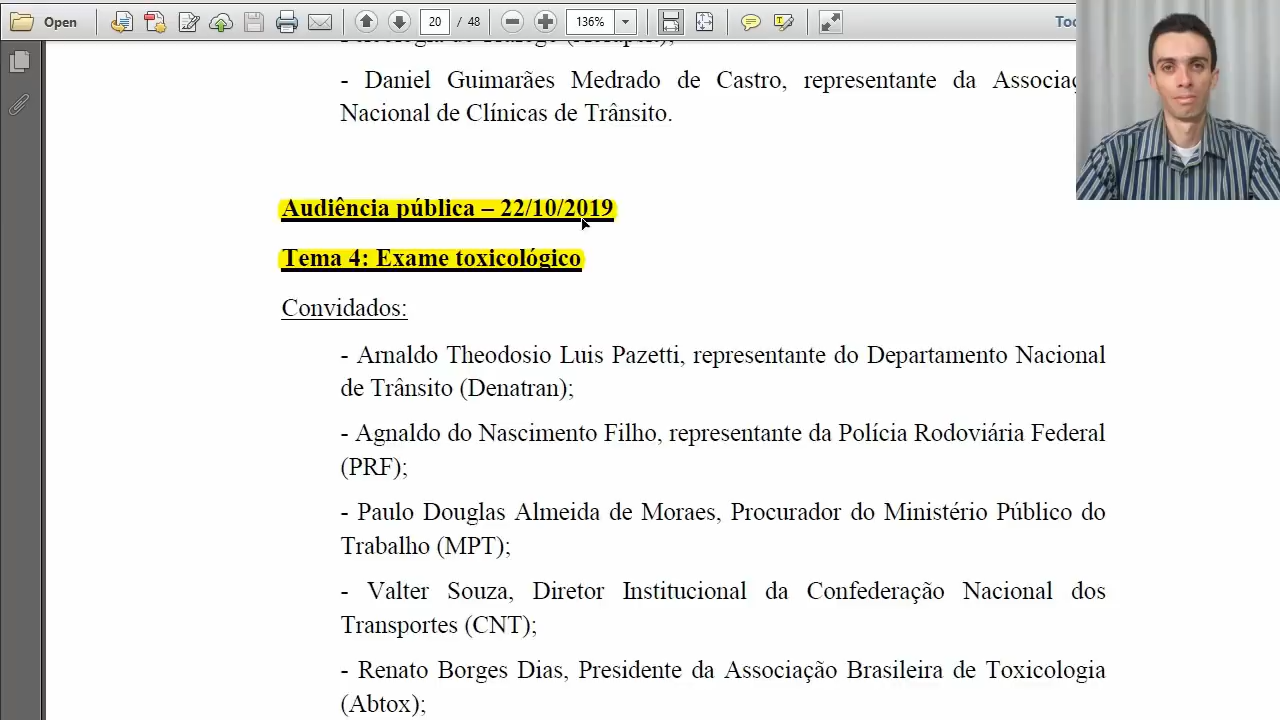 Open
20 / 48
136%
Too
- Daniel Guimarães Medrado de Castro, representante da Associaç
Nacional de Clínicas de Trânsito.
Audiência pública – 22/10/2019
Tema 4: Exame toxicológico
Convidados:
- Arnaldo Theodosio Luis Pazetti, representante do Departamento Nacional
de Trânsito (Denatran);
- Agnaldo do Nascimento Filho, representante da Polícia Rodoviária Federal
(PRF);
- Paulo Douglas Almeida de Moraes, Procurador do Ministério Público do
Trabalho (MPT);
- Valter Souza, Diretor Institucional da Confederação Nacional dos
Transportes (CNT);
- Renato Borges Dias, Presidente da Associação Brasileira de Toxicologia
(Abtox);